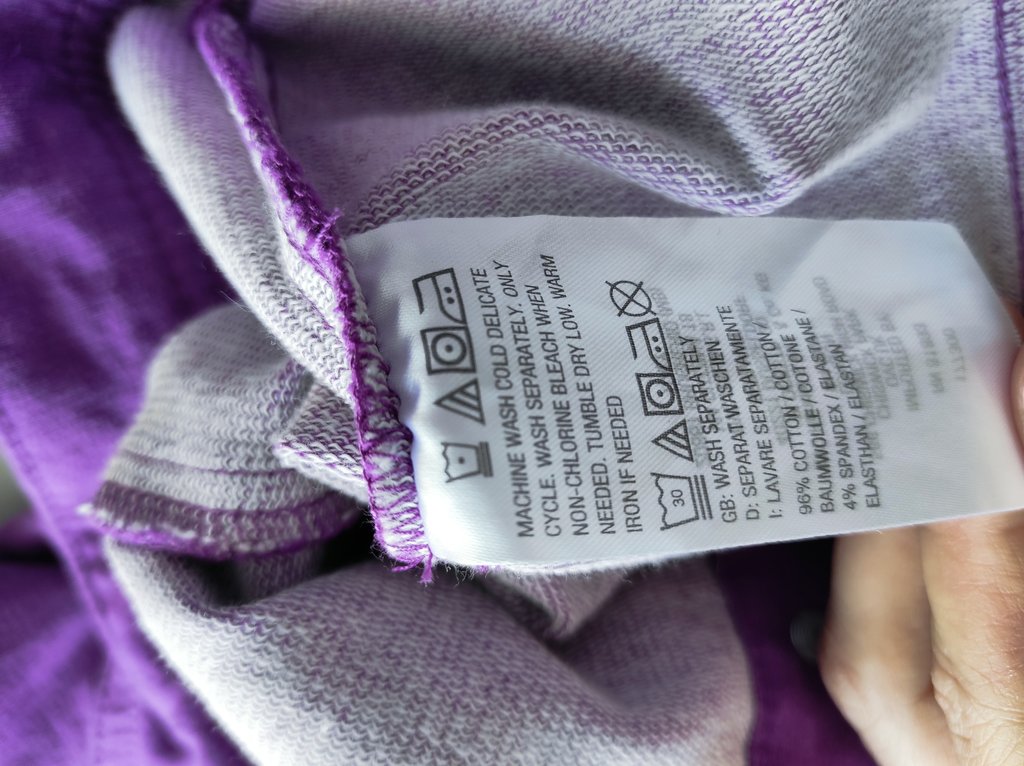 MACHINE WASH COLD DELICATE
CYCLE. WASH SEPARATELY. ONLY
NON-CHLORINE BLEACH WHEN
NEEDED. TUMBLE DRY LOW. WARM
IRON IF NEEDED
30
GB: WASH SEPARATELY
D: SEPARAT WASCHEN
I: LAVARE SEPARATAMENTE
96% COTTON / COTTON /
BAUMWOLLE / COTONE /
4% SPANDEX / ELASTANE /
ELASTHAN / ELASTAN